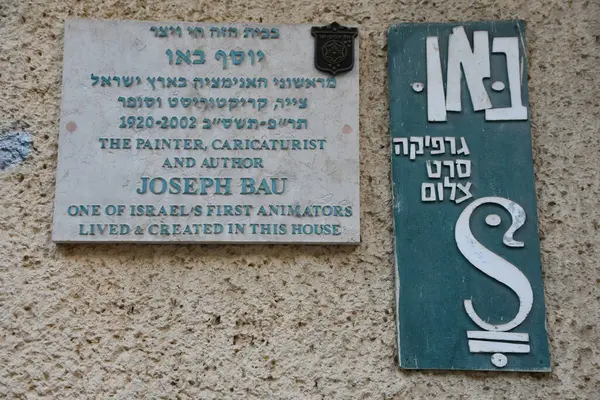 בבית הזה חי ויצר
יוסף באו
מראשוני האנימציה בארץ ישראל
צייר, קריקטוריסט וסופר
1920-2002 תר"פ-תשס"ב
THE PAINTER, CARICATURIST
AND AUTHOR
JOSEPH BAU
ONE OF ISRAEL'S FIRST ANIMATORS
LIVED & CREATED IN THIS HOUSE
באו
גרפיקה
סרט
צלום